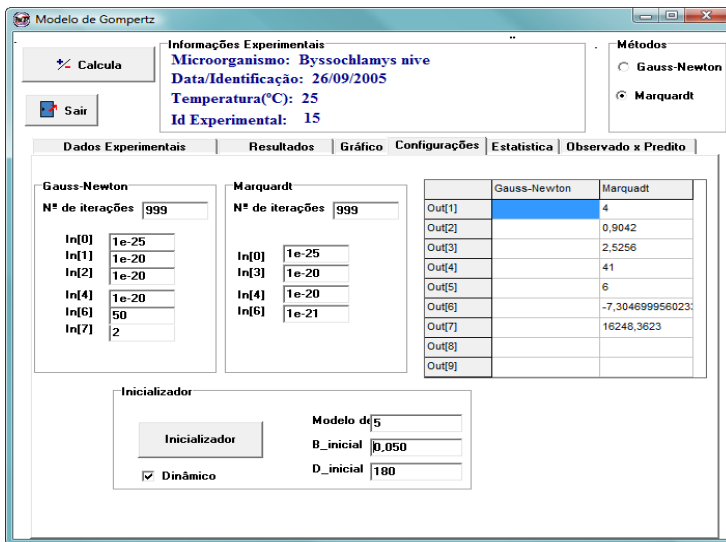 Modelo de Gompertz
Calcula
Sair
Informações Experimentais
Microorganismo: Byssochlamys nive
Data/Identificação: 26/09/2005
Temperatura(ºC): 25
Id Experimental: 15
Métodos
Gauss-Newton
Marquardt
Dados Experimentais Resultados Gráfico Configurações Estatistica Observado x Predito
Gauss-Newton
Nº de iterações 999
In[0] 1e-25
In[1] 1e-20
In[2] 1e-20
In[4] 1e-20
In[6] 50
In[7] 2
Marquardt
Nº de iterações 999
In[0] 1e-25
In[3] 1e-20
In[4] 1e-20
In[6] 1e-21
Gauss-Newton Marquadt
Out[1] 4
Out[2] 0,9042
Out[3] 2,5256
Out[4] 41
Out[5] 6
Out[6] -7,304699956023
Out[7] 16248,3623
Out[8]
Out[9]
Inicializador
Inicializador
Dinâmico
Modelo de 5
B_inicial 0,050
D_inicial 180